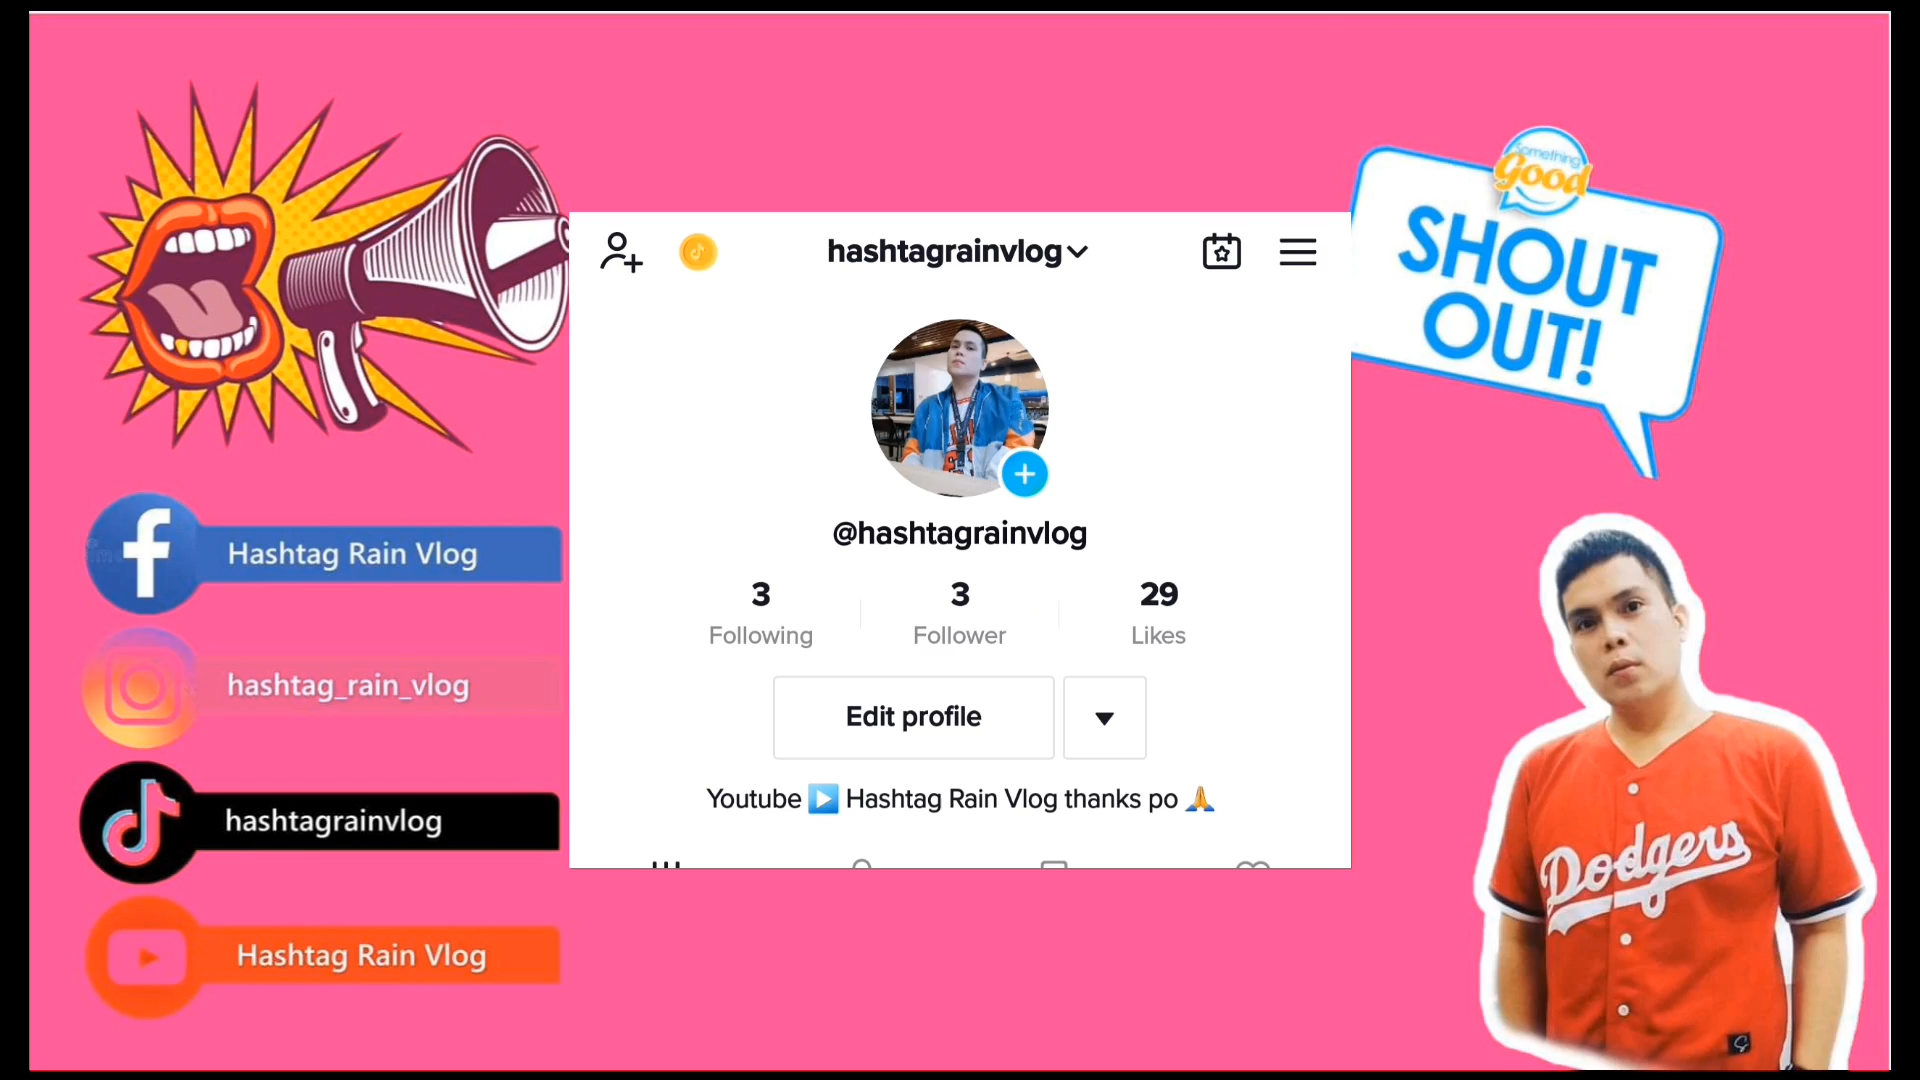 Something
Good
SHOUT
OUT!
hashtagrainvlog
@hashtagrainvlog
3
Following
3
Follower
29
Likes
Edit profile
Youtube ▶️ Hashtag Rain Vlog thanks po 🙏
Hashtag Rain Vlog
hashtag_rain_vlog
hashtagrainvlog
Hashtag Rain Vlog
Dodgers